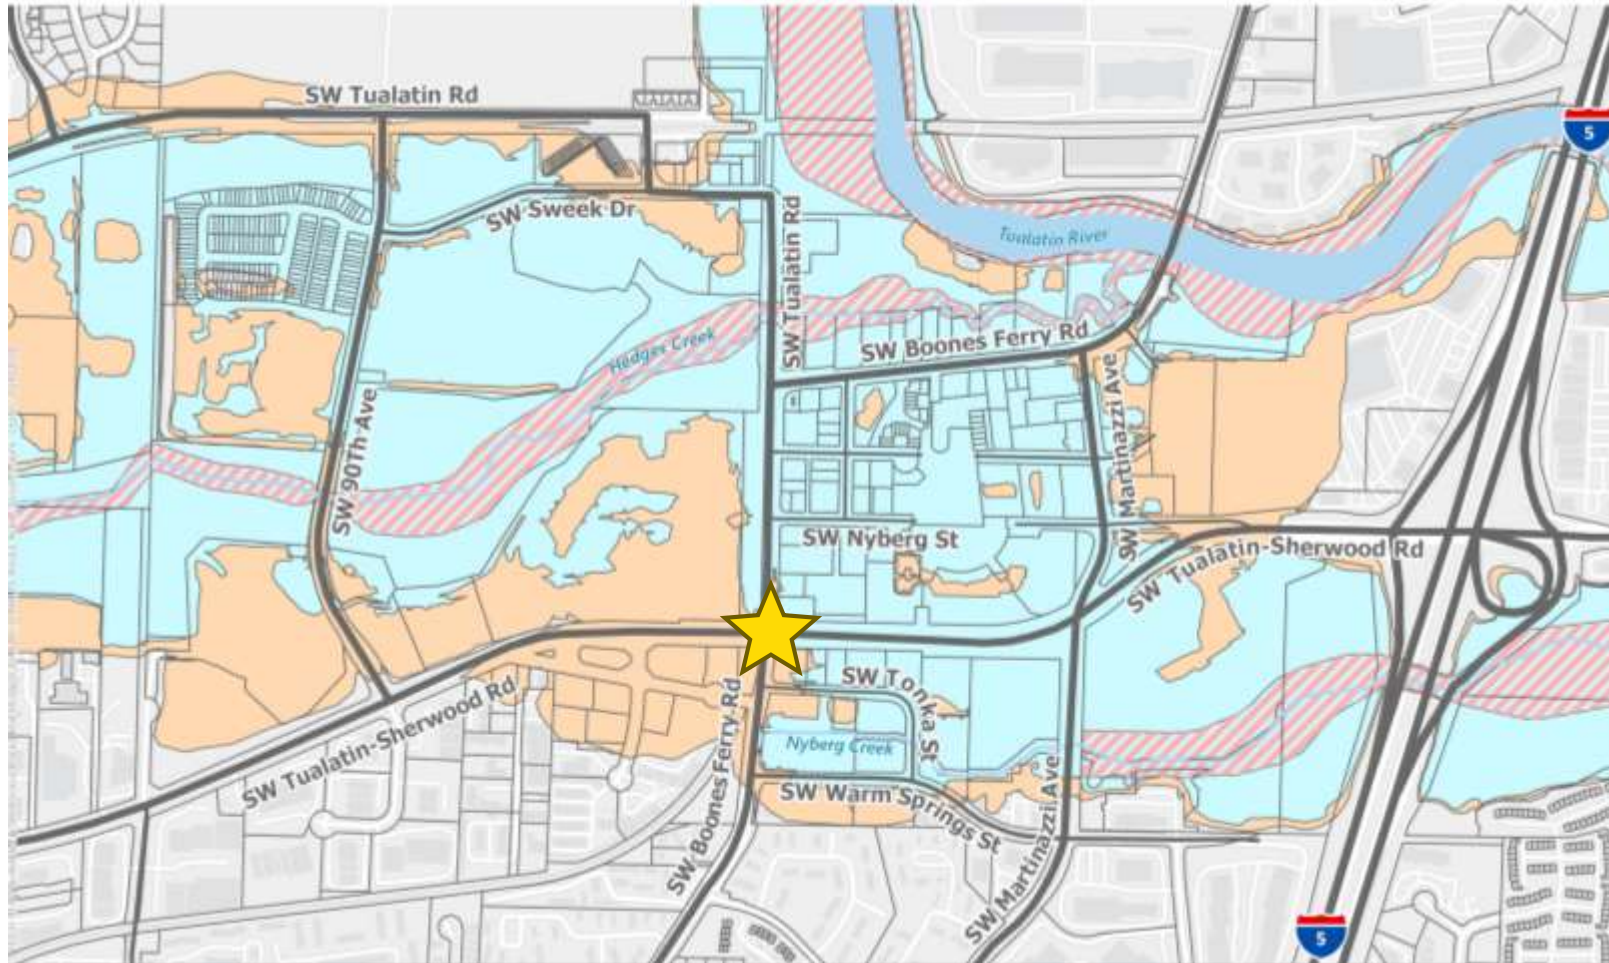 SW Tualatin Rd
5
SW Sweek Dr
SW Tualatin Rd
Tualatin River
Hedges Creek
SW Boones Ferry Rd
SW 90Th Ave
SW Martinazzi Ave
SW Nyberg St
SW Tualatin-Sherwood Rd
SW Tonka St
SW Tualatin-Sherwood Rd
SW Boones Ferry Rd
Nyberg Creek
SW Warm Springs St
SW Martinazzi Ave
5